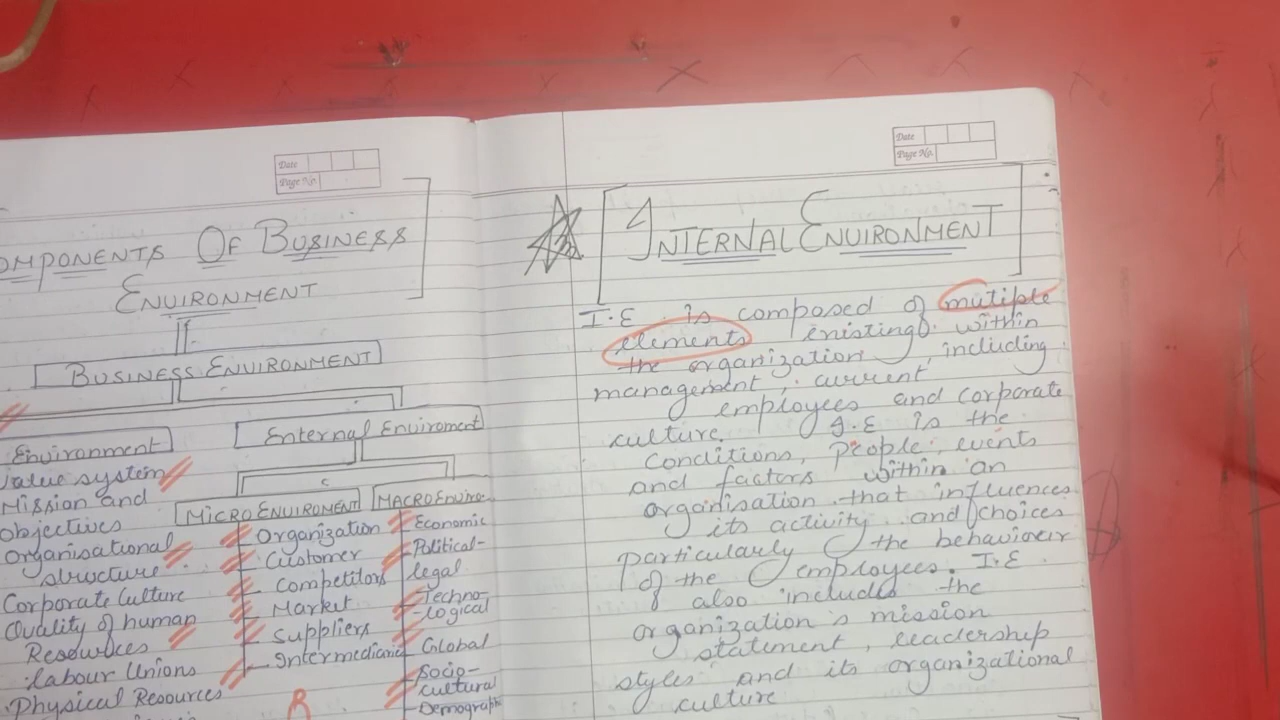 Date
Page No.
OMPONENTS OF BUSINESS
ENVIRONMENT
BUSINESS ENVIRONMENT
Environment
Enternal Enviroment
Value system
Mission and
objectives
Organisational
structure
Corporate Culture
Quality of human
Resources
Labour Unions
Physical Resources
MICRO ENVIROMENT
Organization
Customer
Competitors
Market
Suppliers
Intermediaries
MACRO Enviro
Economic
Political-
legal
Techno-
-logical
Global
Socio-
cultural
Demograph
Date
Page No.
INTERNAL ENVIRONMENT
I.E is composed of mutiple
elements enisting within
the organization, including
management, current
employees and corporate
culture. I.E is the
Conditions, People, events
and factors within an
organisation that influences
its activity and choices
particularly the behaviour
of the employees. I.E
also includes the
organization's mission
statement, leadership
styles and its organizational
culture